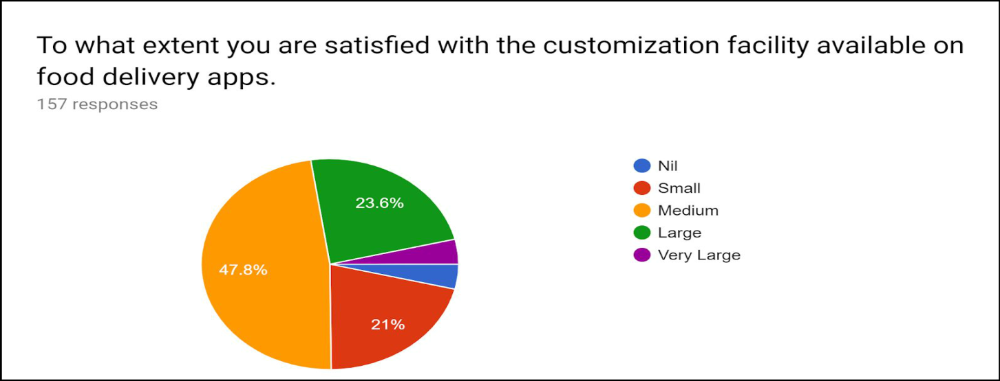 To what extent you are satisfied with the customization facility available on
food delivery apps.
157 responses
Nil
Small
Medium
Large
Very Large
23.6%
47.8%
21%